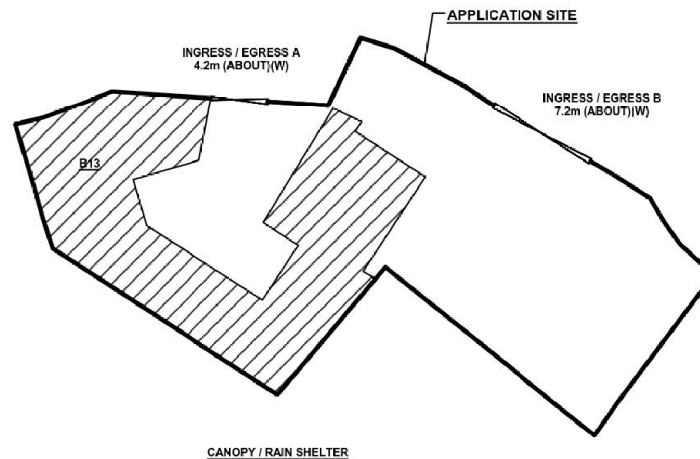 APPLICATION SITE
INGRESS / EGRESS A
4.2m (ABOUT)(W)
INGRESS / EGRESS B
7.2m (ABOUT)(W)
B13
CANOPY / RAIN SHELTER